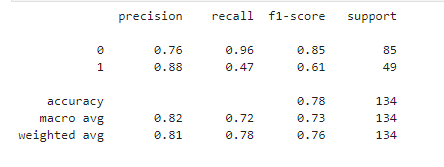 precision recall f1-score support
0 0.76 0.96 0.85 85
1 0.88 0.47 0.61 49
accuracy 0.78 134
macro avg 0.82 0.72 0.73 134
weighted avg 0.81 0.78 0.76 134